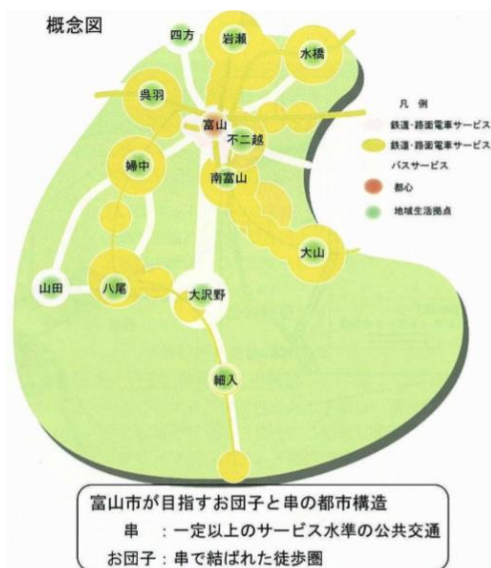 概念図
四方
岩瀬
水橋
呉羽
富山
不二越
婦中
南富山
大山
山田
八尾
大沢野
細入
凡 例
鉄道・路面電車サービス
鉄道・路面電車サービス
バスサービス
都心
地域生活拠点
富山市が目指すお団子と串の都市構造
串 ：一定以上のサービス水準の公共交通
お団子：串で結ばれた徒歩圏